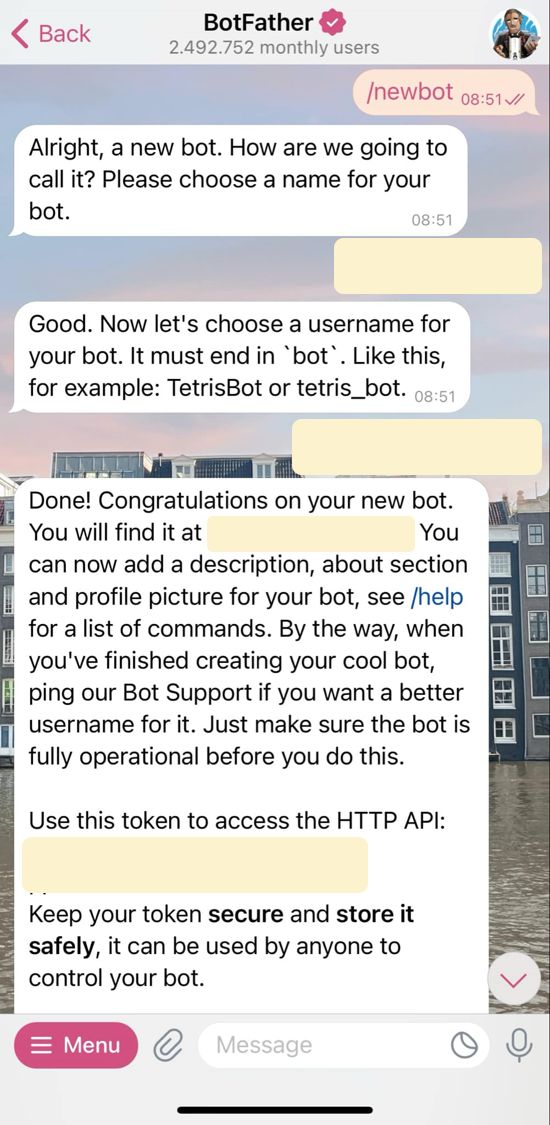 Back
BotFather
2.492.752 monthly users
/newbot 08:51
Alright, a new bot. How are we going to
call it? Please choose a name for your
bot.
08:51
Good. Now let's choose a username for
your bot. It must end in `bot`. Like this,
for example: TetrisBot or tetris_bot. 08:51
Done! Congratulations on your new bot.
You will find it at You
can now add a description, about section
and profile picture for your bot, see /help
for a list of commands. By the way, when
you've finished creating your cool bot,
ping our Bot Support if you want a better
username for it. Just make sure the bot is
fully operational before you do this.
Use this token to access the HTTP API:
Keep your token secure and store it
safely, it can be used by anyone to
control your bot.
Menu
Message